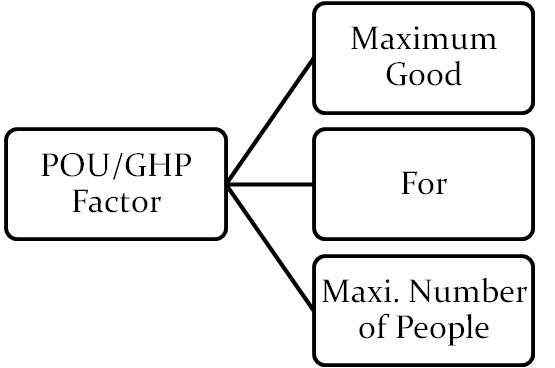 Maximum
Good
POU/GHP
Factor
For
Maxi. Number
of People